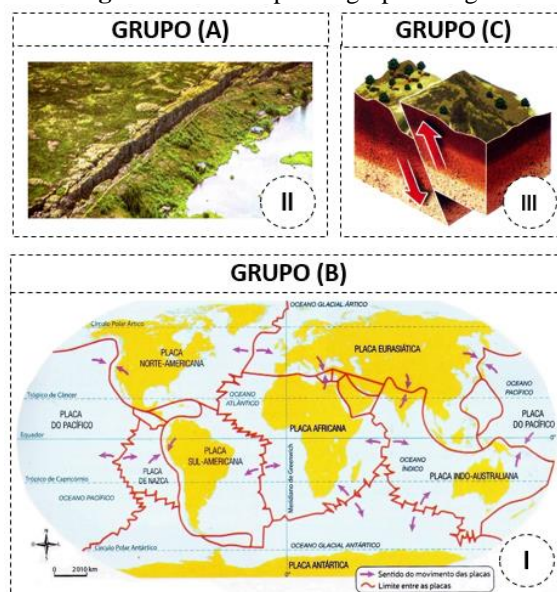 GRUPO (A)
GRUPO (C)
II
III
GRUPO (B)
OCEANO GLACIAL ÁRTICO
Círculo Polar Ártico
PLACA
NORTE-AMERICANA
PLACA EURASIÁTICA
OCEANO
PACÍFICO
Trópico de Câncer
OCEANO
ATLÂNTICO
PLACA
DO PACÍFICO
PLACA AFRICANA
PLACA
DO PACÍFICO
Equador
0°
PLACA
SUL-AMERICANA
PLACA
DE NAZCA
Meridiano de Greenwich
OCEANO
ÍNDICO
PLACA INDO-AUSTRALIANA
Trópico de Capricórnio
OCEANO PACÍFICO
Círculo Polar Antártico
OCEANO GLACIAL ANTÁRTICO
0 2010 km
0°
PLACA ANTÁRTICA
Sentido do movimento das placas
Limite entre as placas
I